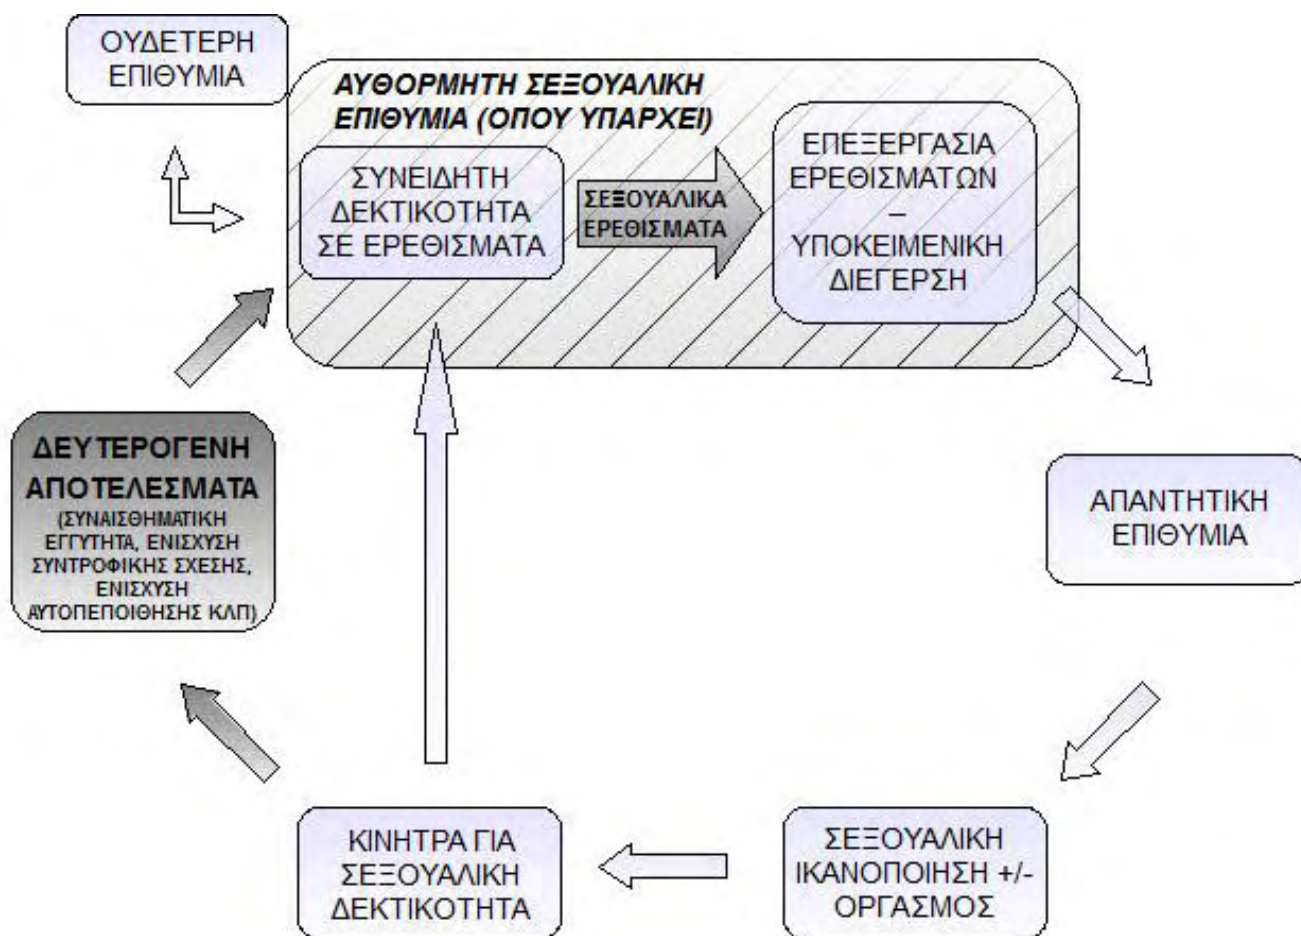 ΟΥΔΕΤΕΡΗ
ΕΠΙΘΥΜΙΑ
ΑΥΘΟΡΜΗΤΗ ΣΕΞΟΥΑΛΙΚΗ
ΕΠΙΘΥΜΙΑ (ΟΠΟΥ ΥΠΑΡΧΕΙ)
ΣΥΝΕΙΔΗΤΗ
ΔΕΚΤΙΚΟΤΗΤΑ
ΣΕ ΕΡΕΘΙΣΜΑΤΑ
ΣΕΞΟΥΑΛΙΚΑ
ΕΡΕΘΙΣΜΑΤΑ
ΕΠΕΞΕΡΓΑΣΙΑ
ΕΡΕΘΙΣΜΑΤΩΝ
–
ΥΠΟΚΕΙΜΕΝΙΚΗ
ΔΙΕΓΕΡΣΗ
ΑΠΑΝΤΗΤΙΚΗ
ΕΠΙΘΥΜΙΑ
ΣΕΞΟΥΑΛΙΚΗ
ΙΚΑΝΟΠΟΙΗΣΗ +/-
ΟΡΓΑΣΜΟΣ
ΚΙΝΗΤΡΑ ΓΙΑ
ΣΕΞΟΥΑΛΙΚΗ
ΔΕΚΤΙΚΟΤΗΤΑ
ΔΕΥΤΕΡΟΓΕΝΗ
ΑΠΟΤΕΛΕΣΜΑΤΑ
(ΣΥΝΑΙΣΘΗΜΑΤΙΚΗ
ΕΓΓΥΤΗΤΑ, ΕΝΙΣΧΥΣΗ
ΣΥΝΤΡΟΦΙΚΗΣ ΣΧΕΣΗΣ,
ΕΝΙΣΧΥΣΗ
ΑΥΤΟΠΕΠΟΙΘΗΣΗΣ ΚΛΠ)